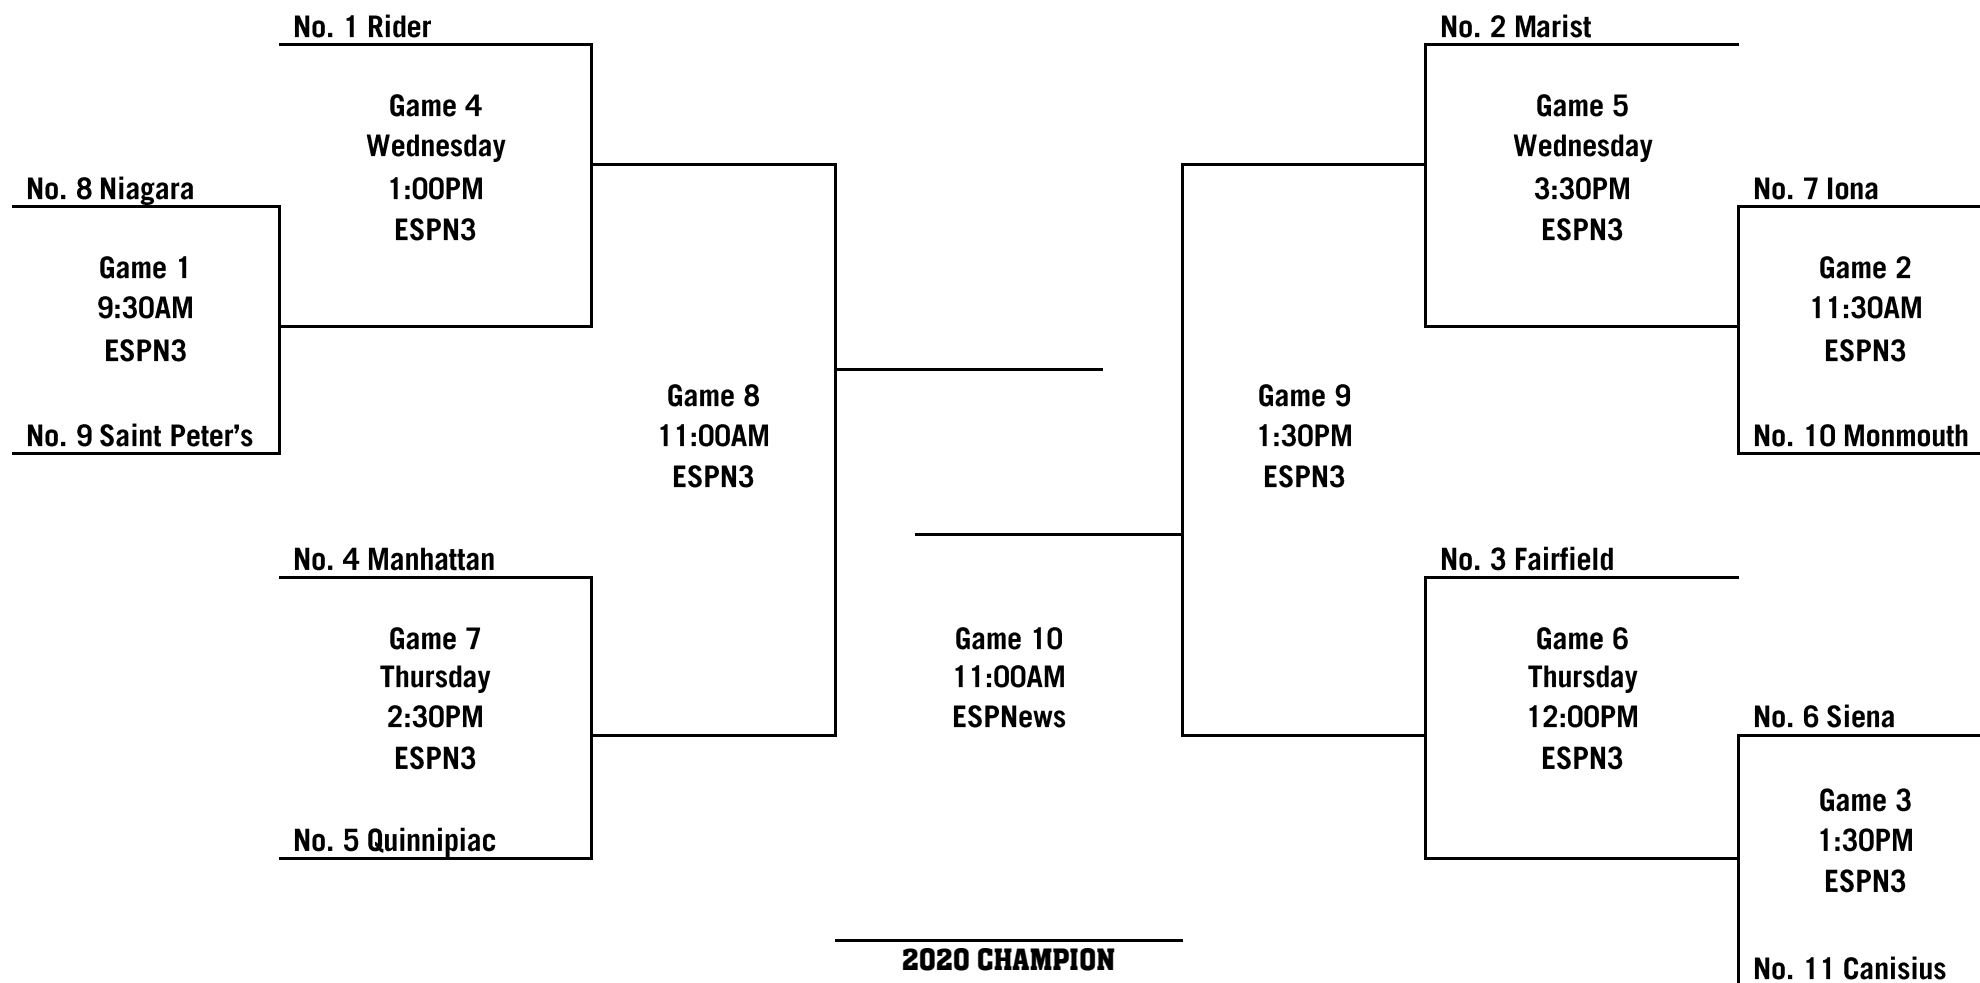 No. 1 Rider
Game 4
Wednesday
1:00PM
ESPN3
No. 8 Niagara
Game 1
9:30AM
ESPN3
No. 9 Saint Peter's
Game 8
11:00AM
ESPN3
No. 4 Manhattan
Game 7
Thursday
2:30PM
ESPN3
No. 5 Quinnipiac
Game 10
11:00AM
ESPNews
2020 CHAMPION
No. 2 Marist
Game 5
Wednesday
3:30PM
ESPN3
No. 7 Iona
Game 2
11:30AM
ESPN3
No. 10 Monmouth
Game 9
1:30PM
ESPN3
No. 3 Fairfield
Game 6
Thursday
12:00PM
ESPN3
No. 6 Siena
Game 3
1:30PM
ESPN3
No. 11 Canisius